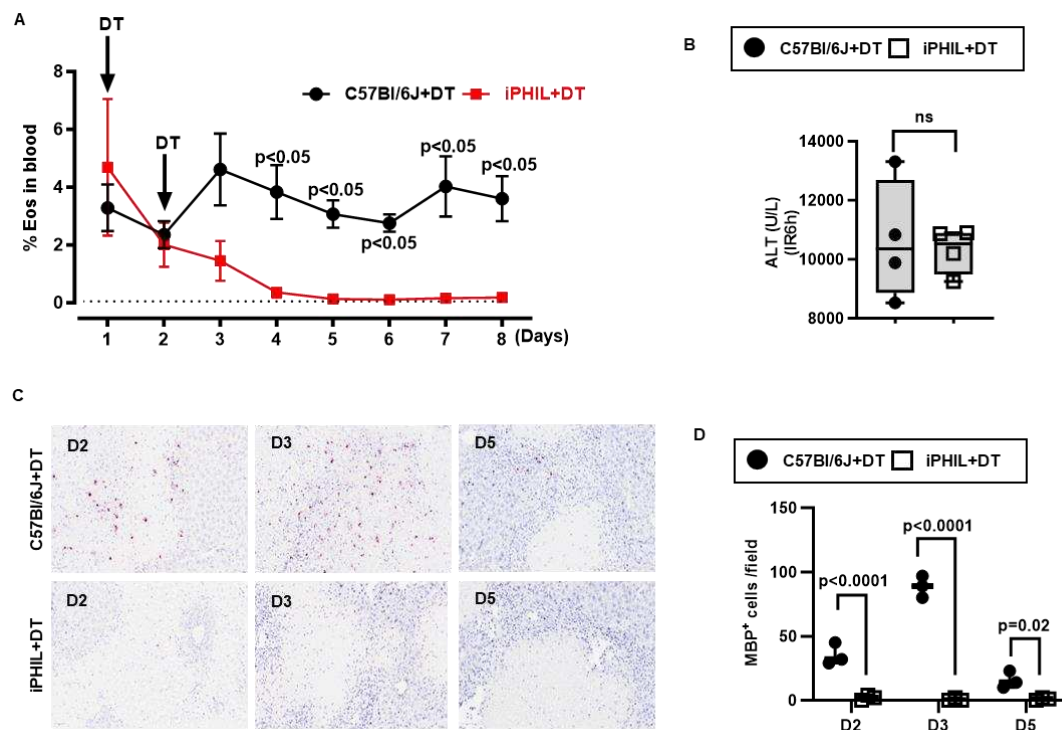 A
DT
DT
8
6
4
2
0
% Eos in blood
C57Bl/6J+DT
iPHIL+DT
p<0.05
p<0.05
p<0.05
p<0.05
p<0.05
1 2 3 4 5 6 7 8 (Days)
B
C57Bl/6J+DT iPHIL+DT
ns
14000
12000
10000
8000
ALT (U/L)
(IR6h)
C
C57Bl/6J+DT
D2 D3 D5
iPHIL+DT
D2 D3 D5
D
C57Bl/6J+DT iPHIL+DT
150
100
50
0
MBP+ cells /field
p<0.0001
p<0.0001
p=0.02
D2 D3 D5